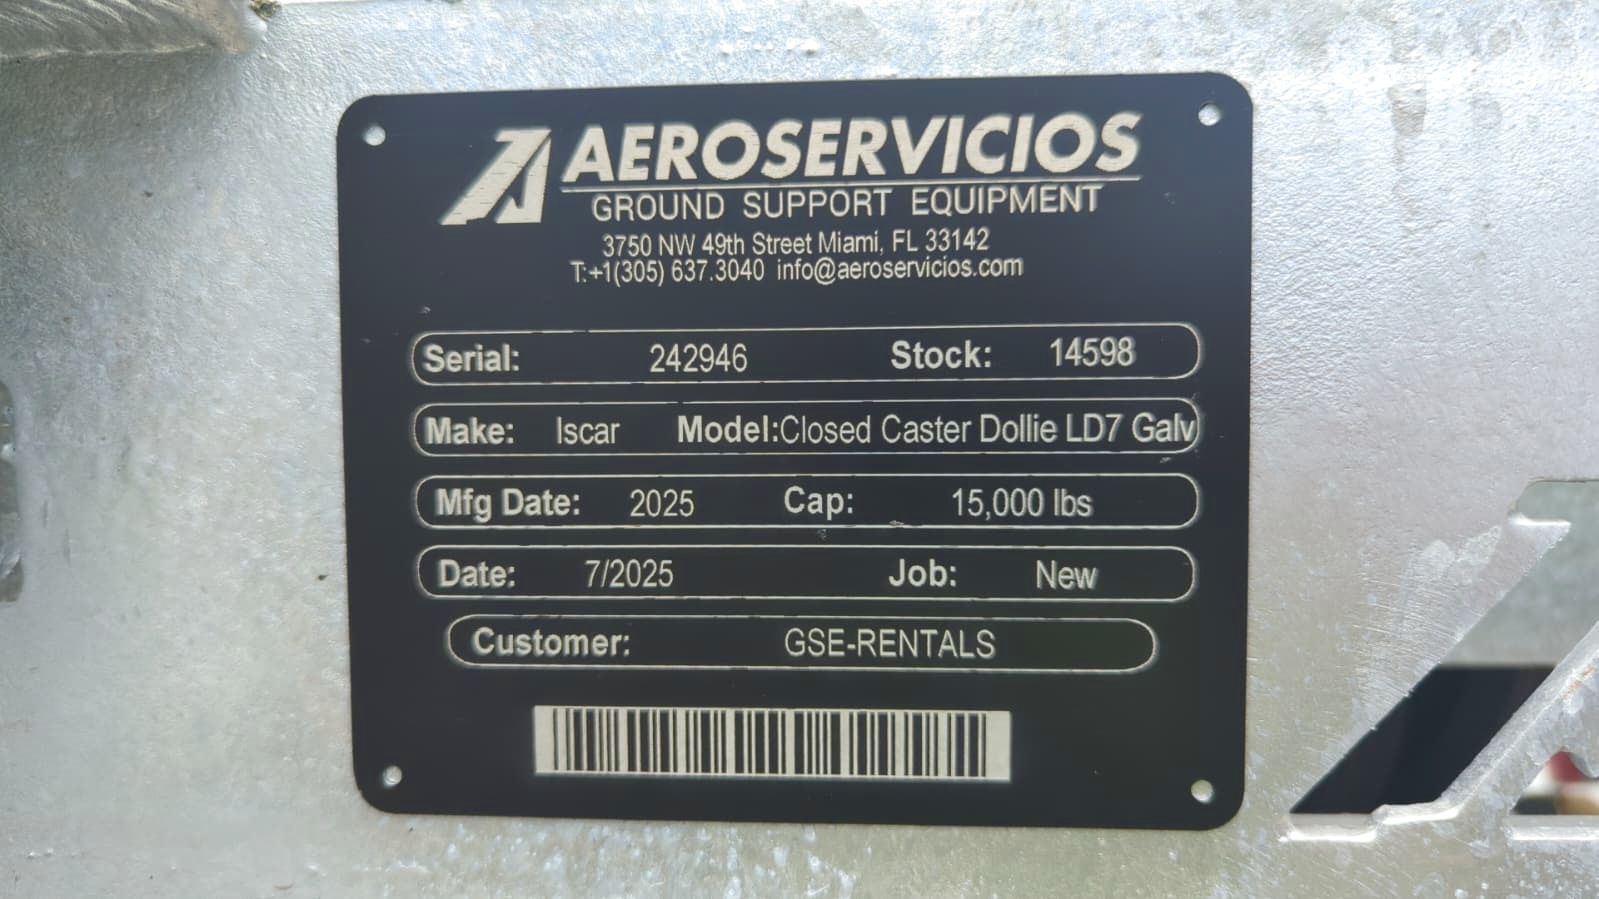 AEROSERVICIOS
GROUND SUPPORT EQUIPMENT
3750 NW 49th Street Miami, FL 33142
T:+1(305) 637.3040 info@aeroservicios.com
Serial: 242946 Stock: 14598
Make: Iscar Model:Closed Caster Dollie LD7 Galv
Mfg Date: 2025 Cap: 15,000 lbs
Date: 7/2025 Job: New
Customer: GSE-RENTALS